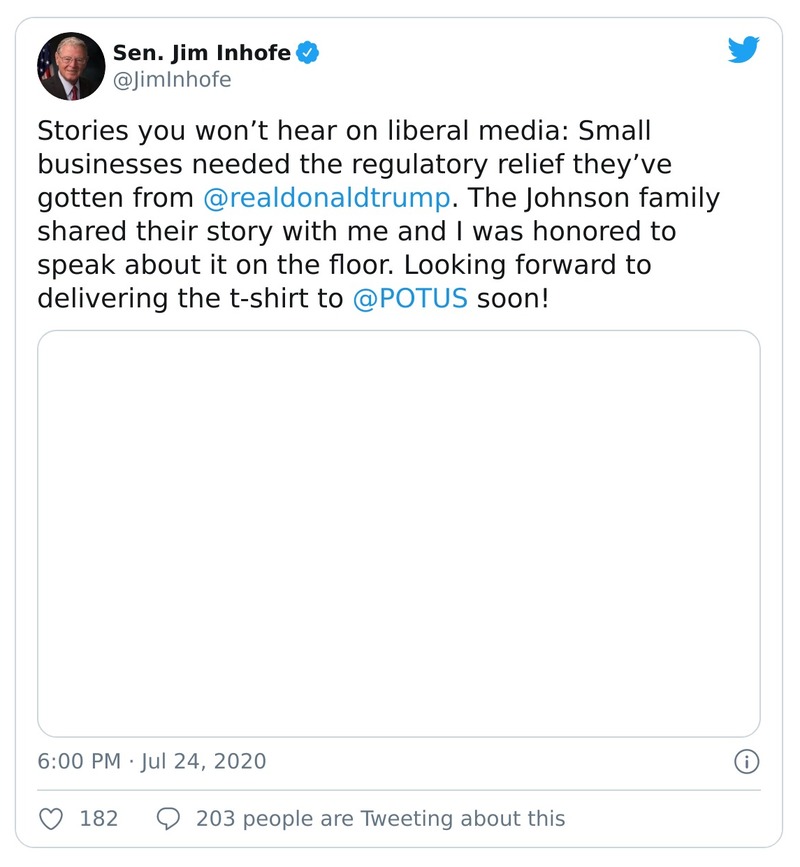 Sen. Jim Inhofe
@JimInhofe
Stories you won’t hear on liberal media: Small
businesses needed the regulatory relief they’ve
gotten from @realdonaldtrump. The Johnson family
shared their story with me and I was honored to
speak about it on the floor. Looking forward to
delivering the t-shirt to @POTUS soon!
6:00 PM · Jul 24, 2020
182 203 people are Tweeting about this